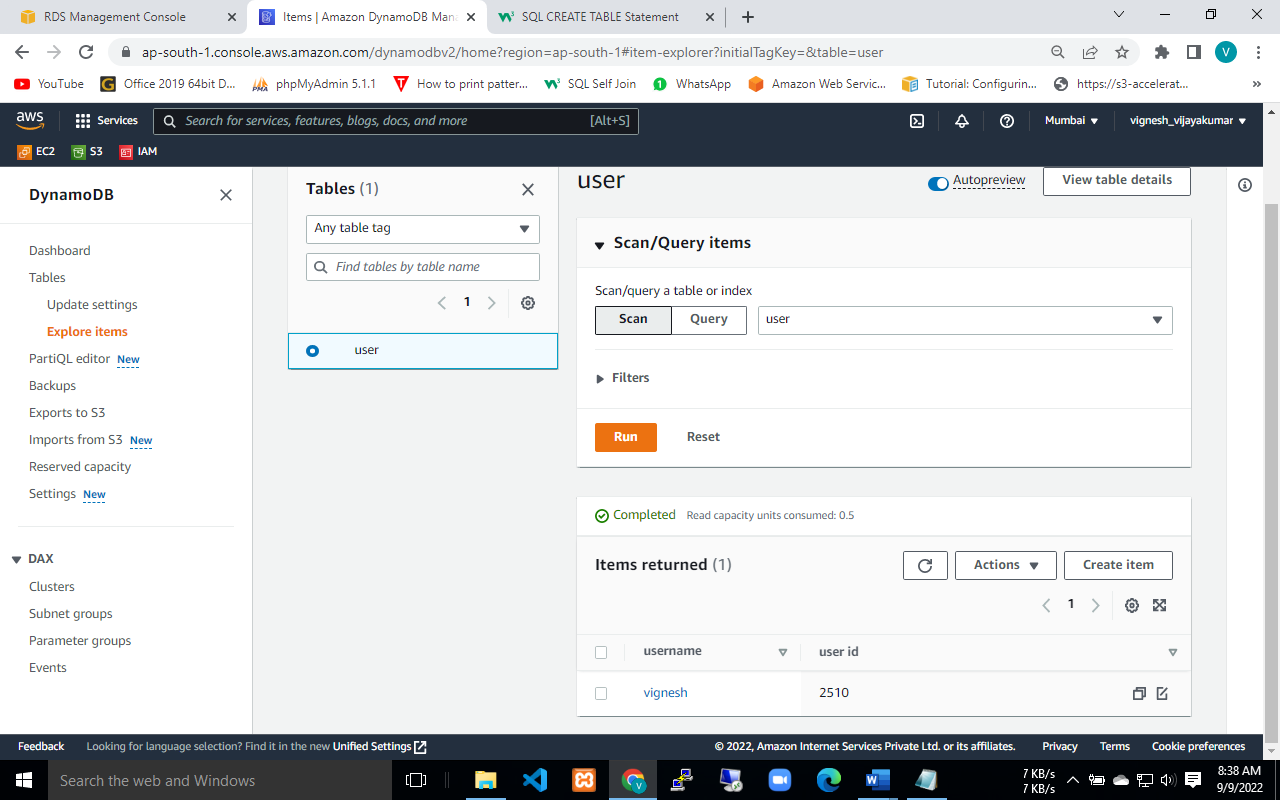 RDS Management Console
Items | Amazon DynamoDB Mana
SQL CREATE TABLE Statement
ap-south-1.console.aws.amazon.com/dynamodbv2/home?region=ap-south-1#item-explorer?initialTagKey=&table=user
V
YouTube
Office 2019 64bit D...
phpMyAdmin 5.1.1
How to print patter...
SQL Self Join
1
WhatsApp
Amazon Web Servic...
Tutorial: Configurin...
https://s3-accelerat...
»
aws
Services
Search for services, features, blogs, docs, and more
[Alt+S]
Mumbai
vignesh_vijayakumar
EC2
S3
IAM
DynamoDB
Dashboard
Tables
Update settings
Explore items
PartiQL editor New
Backups
Exports to S3
Imports from S3 New
Reserved capacity
Settings New
DAX
Clusters
Subnet groups
Parameter groups
Events
Tables (1)
Any table tag
Find tables by table name
1
user
user
Autopreview
View table details
Scan/Query items
Scan/query a table or index
Scan
Query
user
Filters
Run
Reset
Completed Read capacity units consumed: 0.5
Items returned (1)
Actions
Create item
1
username
user id
vignesh
2510
Feedback
Looking for language selection? Find it in the new Unified Settings
© 2022, Amazon Internet Services Private Ltd. or its affiliates.
Privacy
Terms
Cookie preferences
Search the web and Windows
7 KB/s
7 KB/s
8:38 AM
9/9/2022